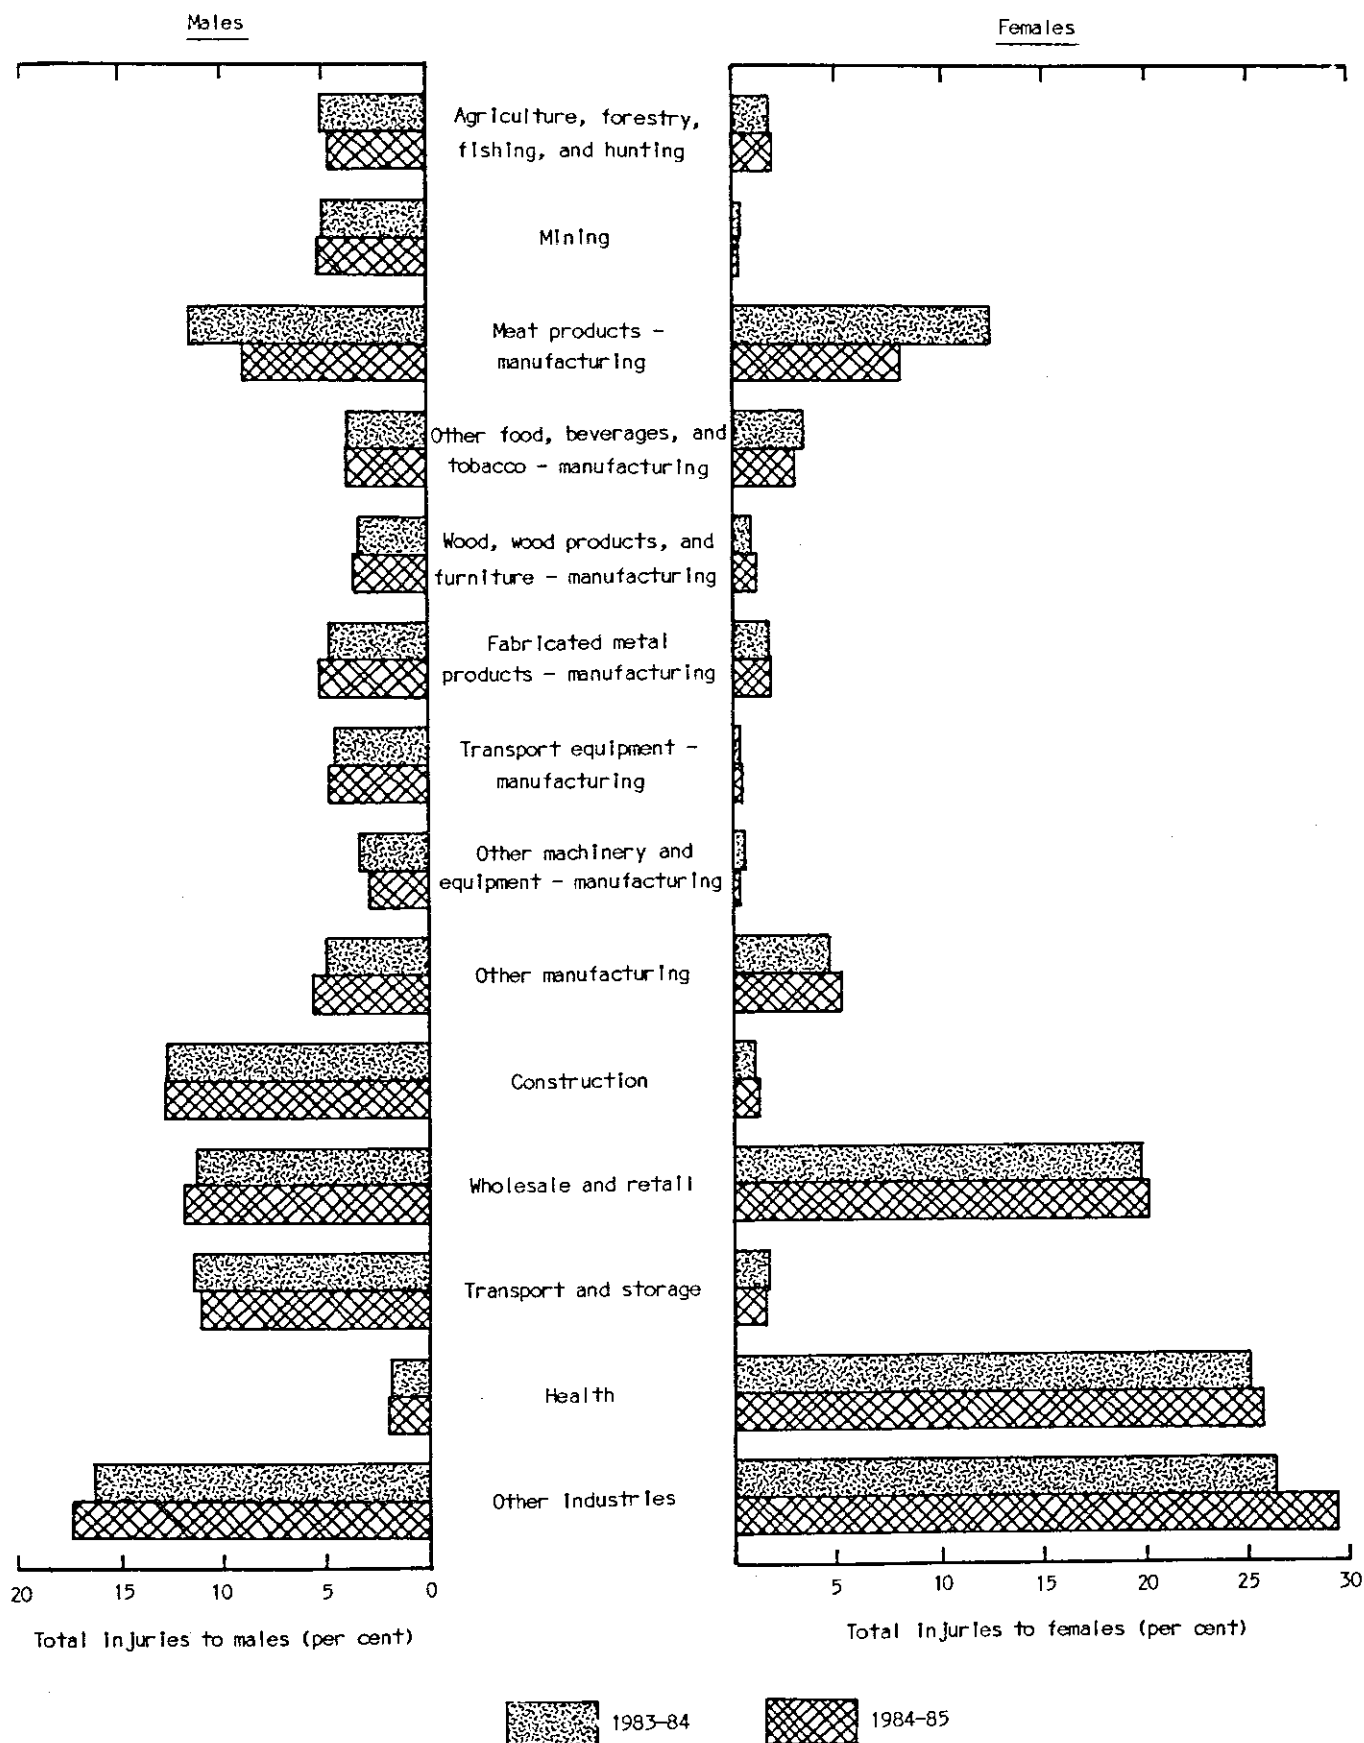 Males
Females
Agriculture, forestry,
fishing, and hunting
Mining
Meat products -
manufacturing
Other food, beverages, and
tobacco - manufacturing
Wood, wood products, and
furniture - manufacturing
Fabricated metal
products - manufacturing
Transport equipment -
manufacturing
Other machinery and
equipment - manufacturing
Other manufacturing
Construction
Wholesale and retail
Transport and storage
Health
Other industries
20 15 10 5 0
5 10 15 20 25 30
Total injuries to males (per cent)
Total injuries to females (per cent)
1983-84
1984-85